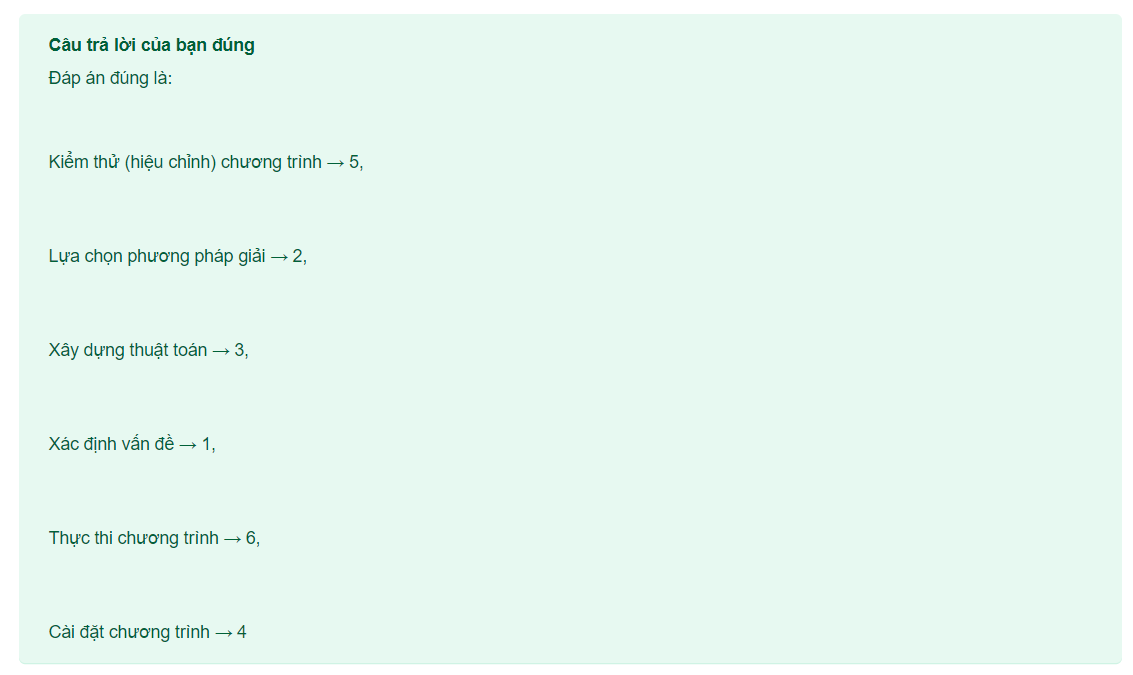 Câu trả lời của bạn đúng
Đáp án đúng là:
Kiểm thử (hiệu chỉnh) chương trình → 5,
Lựa chọn phương pháp giải → 2,
Xây dựng thuật toán → 3,
Xác định vấn đề → 1,
Thực thi chương trình → 6,
Cài đặt chương trình → 4